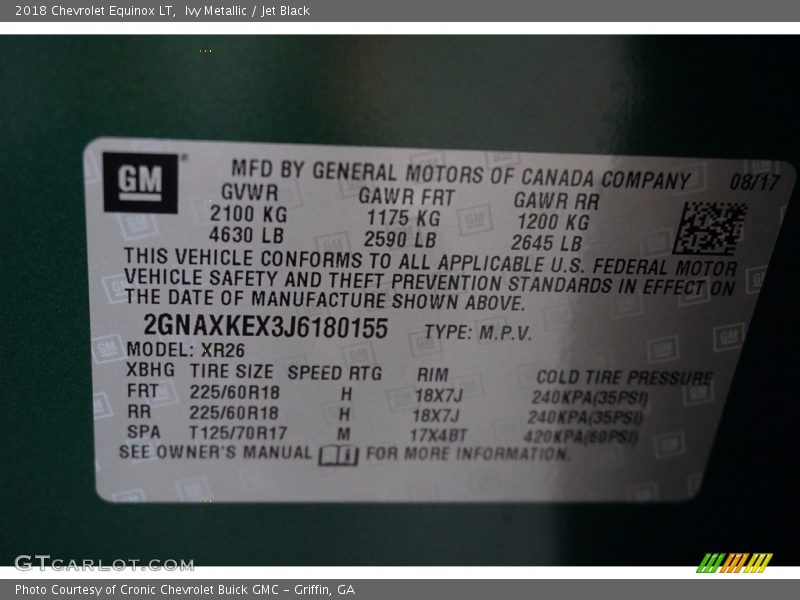 2018 Chevrolet Equinox LT, Ivy Metallic / Jet Black
GM
MFD BY GENERAL MOTORS OF CANADA COMPANY 08/17
GVWR GAWR FRT GAWR RR
2100 KG 1175 KG 1200 KG
4630 LB 2590 LB 2645 LB
THIS VEHICLE CONFORMS TO ALL APPLICABLE U.S. FEDERAL MOTOR
VEHICLE SAFETY AND THEFT PREVENTION STANDARDS IN EFFECT ON
THE DATE OF MANUFACTURE SHOWN ABOVE.
2GNAXKEX3J6180155 TYPE: M.P.V.
MODEL: XR26
XBHG TIRE SIZE SPEED RTG RIM COLD TIRE PRESSURE
FRT 225/60R18 H 18X7J 240KPA(35PSI)
RR 225/60R18 H 18X7J 240KPA(35PSI)
SPA T125/70R17 M 17X4BT 420KPA(60PSI)
SEE OWNER'S MANUAL FOR MORE INFORMATION.
GTCARLOT.COM
Photo Courtesy of Cronic Chevrolet Buick GMC - Griffin, GA